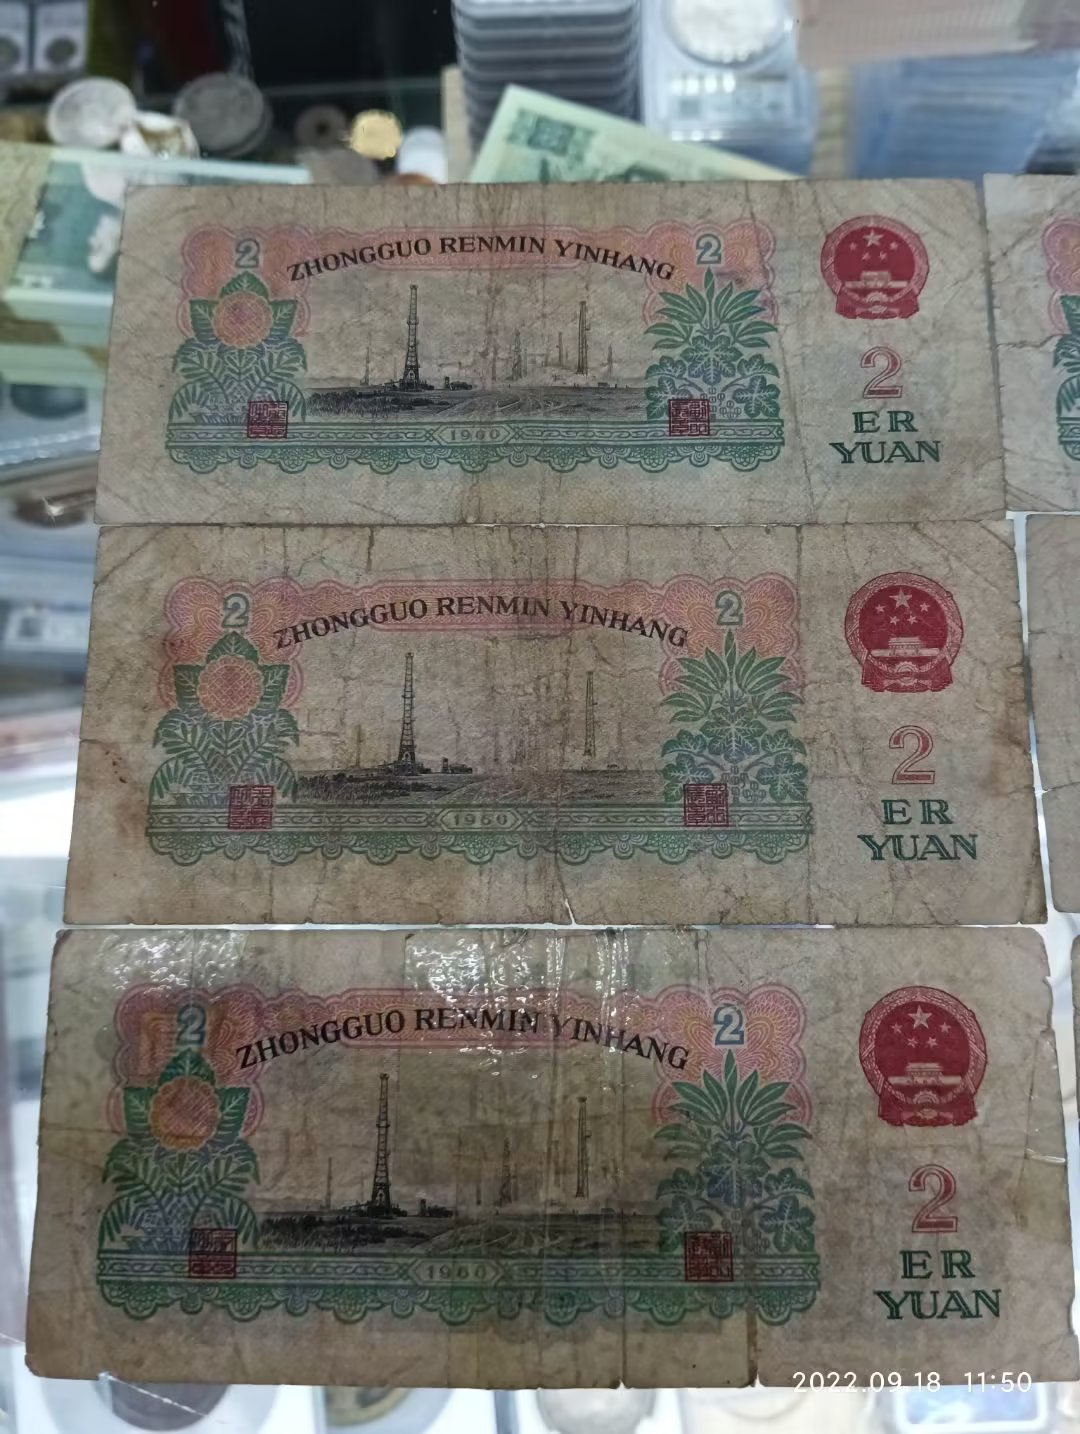 2 ZHONGGUO RENMIN YINHANG 2
2
1960
ER
YUAN
2 ZHONGGUO RENMIN YINHANG 2
2
1960
ER
YUAN
2 ZHONGGUO RENMIN YINHANG 2
2
1960
ER
YUAN
2022.09.18 11:50